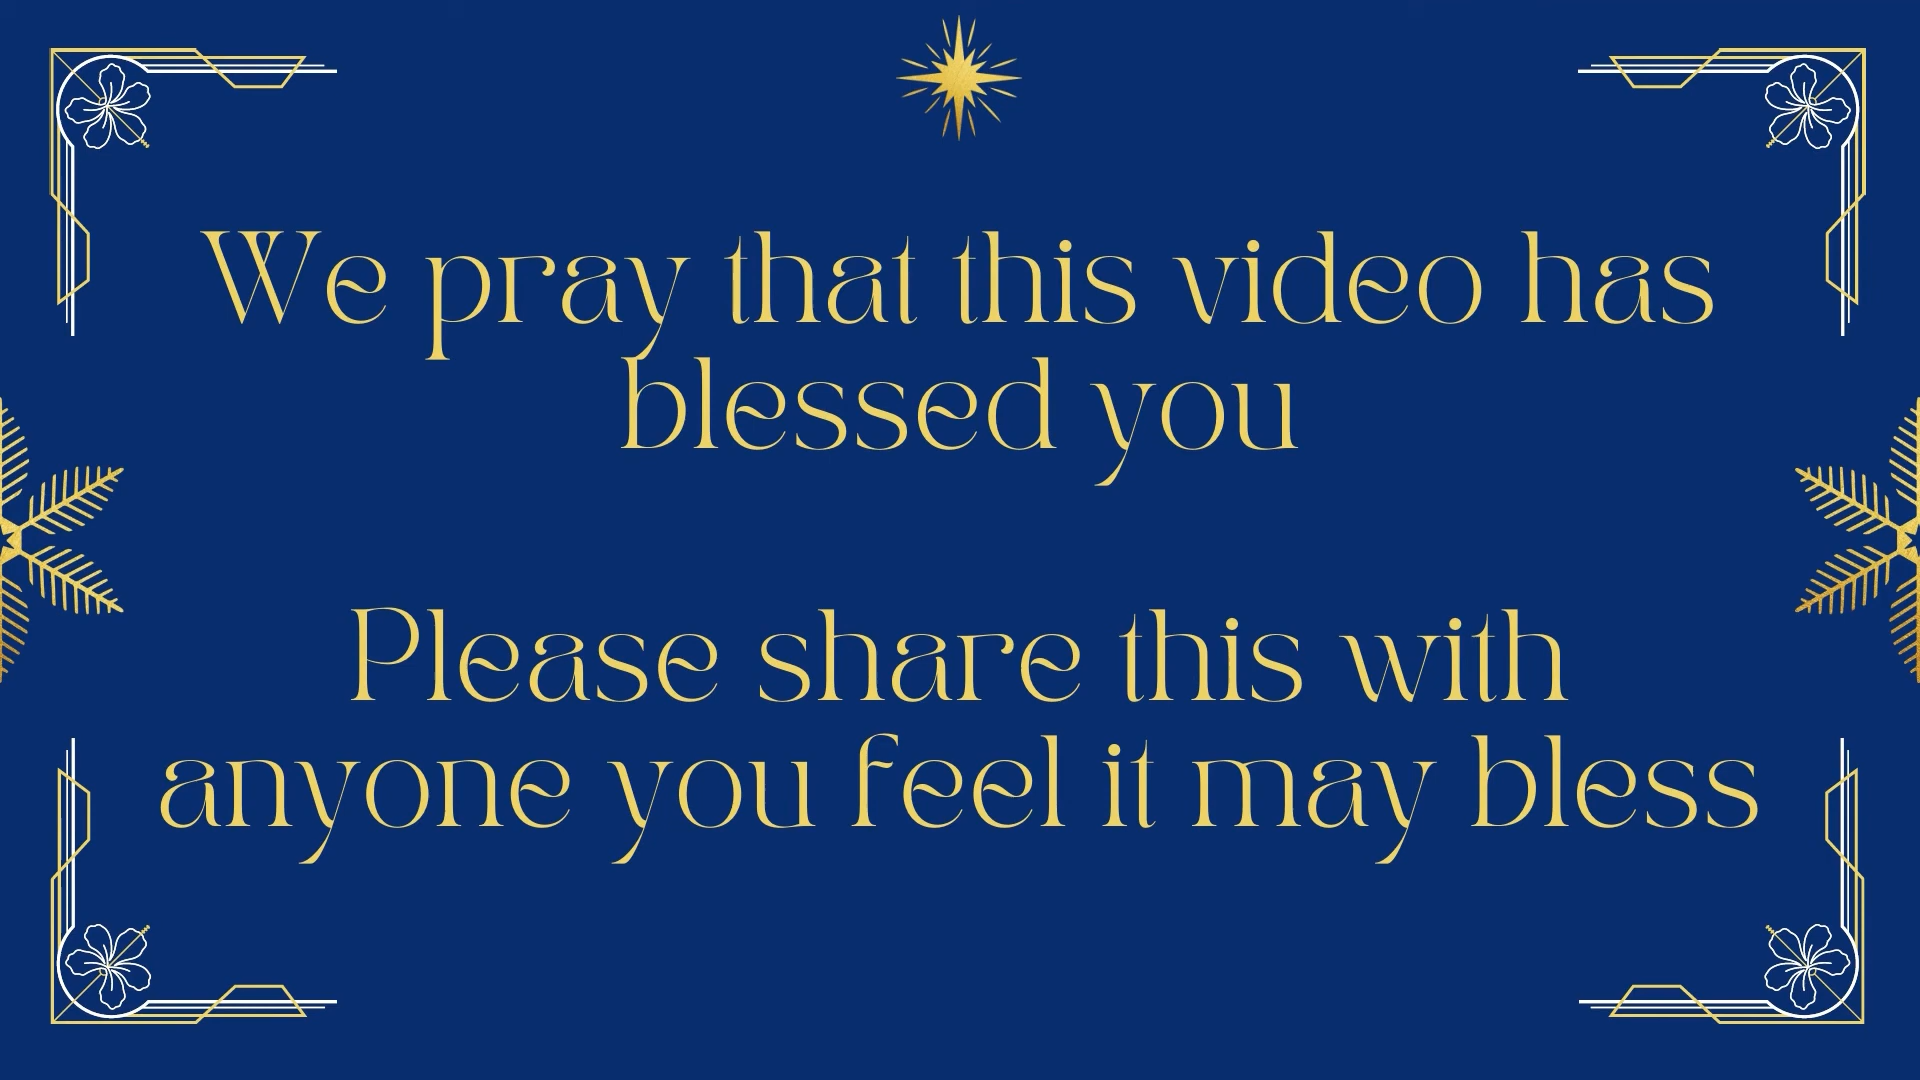 We pray that this video has
blessed you
Please share this with
anyone you feel it may bless